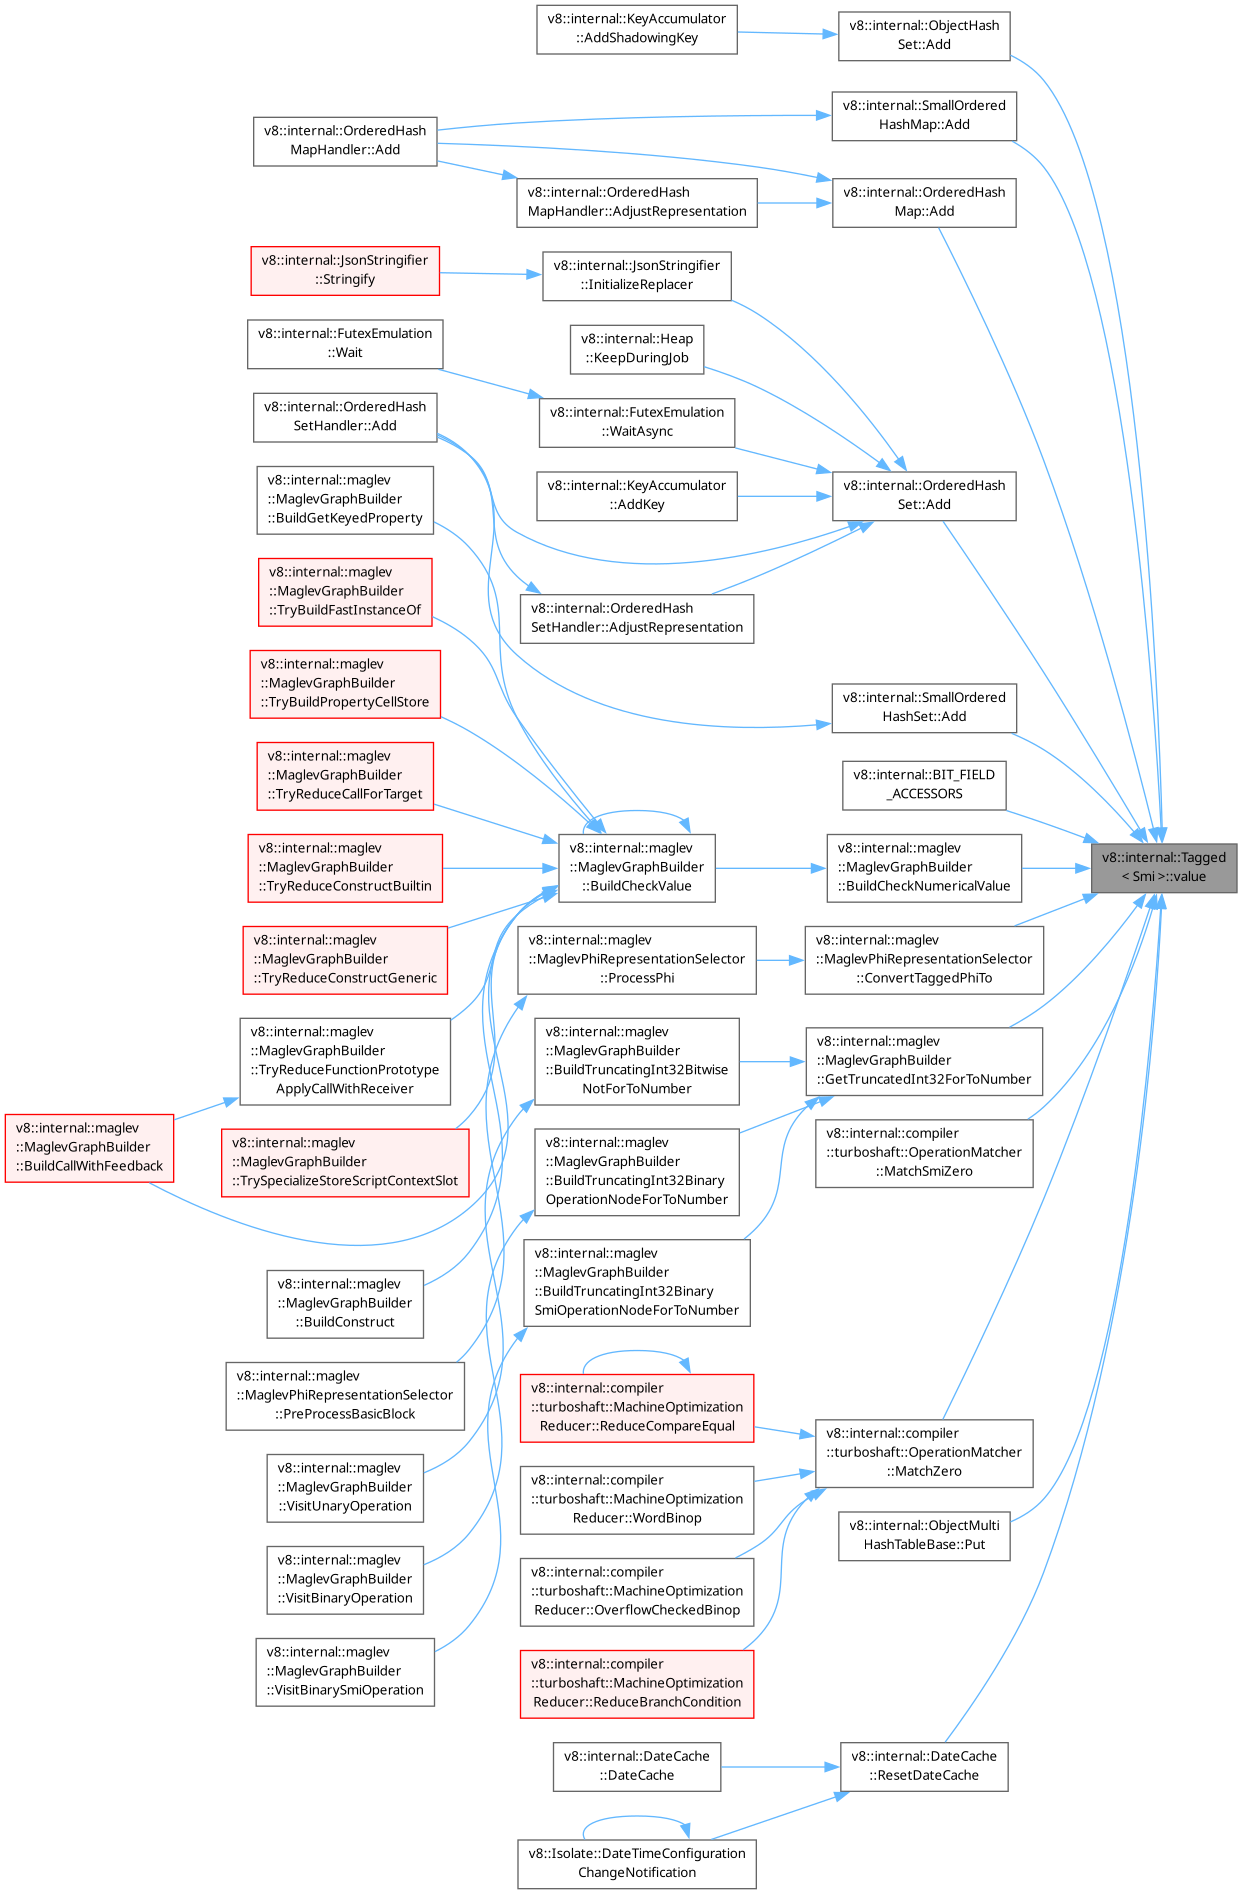 v8::internal::KeyAccumulator
::AddShadowingKey
v8::internal::ObjectHash
Set::Add
v8::internal::SmallOrdered
HashMap::Add
v8::internal::OrderedHash
MapHandler::Add
v8::internal::OrderedHash
MapHandler::AdjustRepresentation
v8::internal::OrderedHash
Map::Add
v8::internal::JsonStringifier
::Stringify
v8::internal::JsonStringifier
::InitializeReplacer
v8::internal::FutexEmulation
::Wait
v8::internal::Heap
::KeepDuringJob
v8::internal::OrderedHash
SetHandler::Add
v8::internal::FutexEmulation
::WaitAsync
v8::internal::maglev
::MaglevGraphBuilder
::BuildGetKeyedProperty
v8::internal::KeyAccumulator
::AddKey
v8::internal::OrderedHash
Set::Add
v8::internal::maglev
::MaglevGraphBuilder
::TryBuildFastInstanceOf
v8::internal::OrderedHash
SetHandler::AdjustRepresentation
v8::internal::maglev
::MaglevGraphBuilder
::TryBuildPropertyCellStore
v8::internal::SmallOrdered
HashSet::Add
v8::internal::maglev
::MaglevGraphBuilder
::TryReduceCallForTarget
v8::internal::BIT_FIELD
_ACCESSORS
v8::internal::maglev
::MaglevGraphBuilder
::TryReduceConstructBuiltin
v8::internal::maglev
::MaglevGraphBuilder
::BuildCheckValue
v8::internal::maglev
::MaglevGraphBuilder
::BuildCheckNumericalValue
v8::internal::Tagged
< Smi >::value
v8::internal::maglev
::MaglevGraphBuilder
::TryReduceConstructGeneric
v8::internal::maglev
::MaglevPhiRepresentationSelector
::ProcessPhi
v8::internal::maglev
::MaglevPhiRepresentationSelector
::ConvertTaggedPhiTo
v8::internal::maglev
::MaglevGraphBuilder
::TryReduceFunctionPrototype
ApplyCallWithReceiver
v8::internal::maglev
::MaglevGraphBuilder
::BuildTruncatingInt32Bitwise
NotForToNumber
v8::internal::maglev
::MaglevGraphBuilder
::GetTruncatedInt32ForToNumber
v8::internal::maglev
::MaglevGraphBuilder
::BuildCallWithFeedback
v8::internal::maglev
::MaglevGraphBuilder
::TrySpecializeStoreScriptContextSlot
v8::internal::maglev
::MaglevGraphBuilder
::BuildTruncatingInt32Binary
OperationNodeForToNumber
v8::internal::compiler
::turboshaft::OperationMatcher
::MatchSmiZero
v8::internal::maglev
::MaglevGraphBuilder
::BuildConstruct
v8::internal::maglev
::MaglevGraphBuilder
::BuildTruncatingInt32Binary
SmiOperationNodeForToNumber
v8::internal::maglev
::MaglevPhiRepresentationSelector
::PreProcessBasicBlock
v8::internal::compiler
::turboshaft::MachineOptimization
Reducer::ReduceCompareEqual
v8::internal::compiler
::turboshaft::OperationMatcher
::MatchZero
v8::internal::maglev
::MaglevGraphBuilder
::VisitUnaryOperation
v8::internal::compiler
::turboshaft::MachineOptimization
Reducer::WordBinop
v8::internal::ObjectMulti
HashTableBase::Put
v8::internal::maglev
::MaglevGraphBuilder
::VisitBinaryOperation
v8::internal::compiler
::turboshaft::MachineOptimization
Reducer::OverflowCheckedBinop
v8::internal::maglev
::MaglevGraphBuilder
::VisitBinarySmiOperation
v8::internal::compiler
::turboshaft::MachineOptimization
Reducer::ReduceBranchCondition
v8::internal::DateCache
::DateCache
v8::internal::DateCache
::ResetDateCache
v8::Isolate::DateTimeConfiguration
ChangeNotification